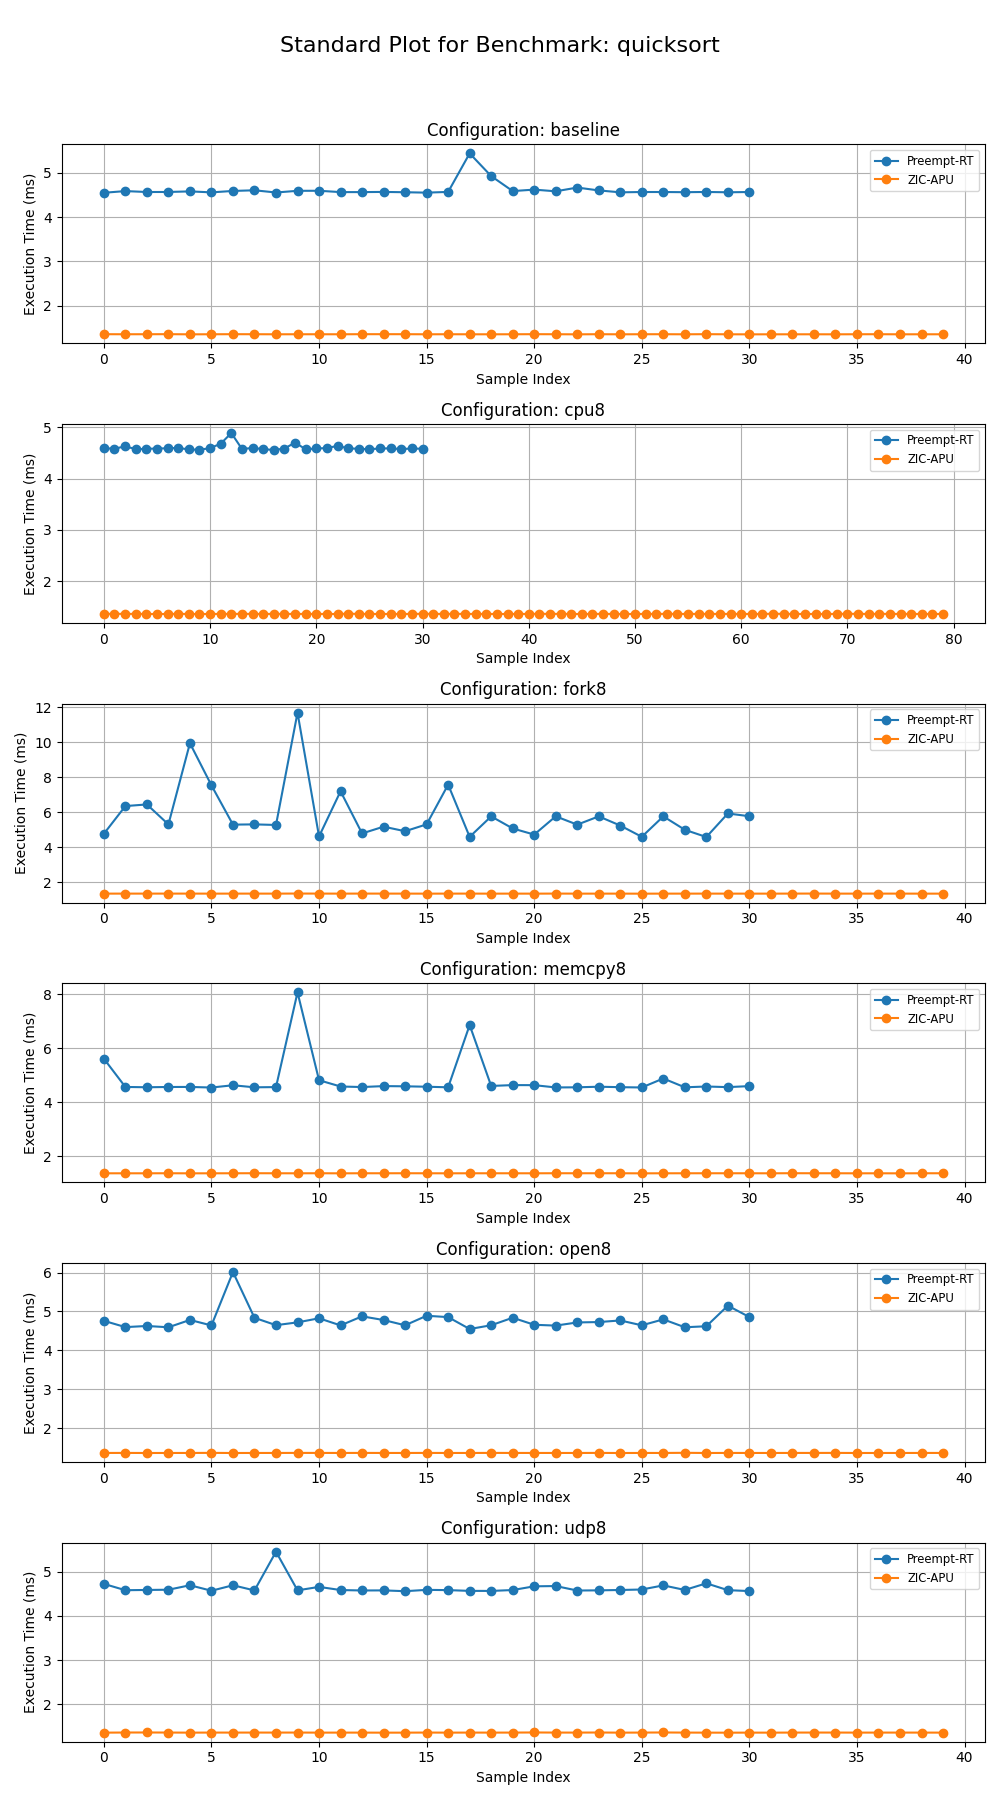 Standard Plot for Benchmark: quicksort
Configuration: baseline
Execution Time (ms)
5
4
3
2
Preempt-RT
ZIC-APU
0 5 10 15 20 25 30 35 40
Sample Index
Configuration: cpu8
Execution Time (ms)
5
4
3
2
Preempt-RT
ZIC-APU
0 10 20 30 40 50 60 70 80
Sample Index
Configuration: fork8
Execution Time (ms)
12
10
8
6
4
2
Preempt-RT
ZIC-APU
0 5 10 15 20 25 30 35 40
Sample Index
Configuration: memcpy8
Execution Time (ms)
8
6
4
2
Preempt-RT
ZIC-APU
0 5 10 15 20 25 30 35 40
Sample Index
Configuration: open8
Execution Time (ms)
6
5
4
3
2
Preempt-RT
ZIC-APU
0 5 10 15 20 25 30 35 40
Sample Index
Configuration: udp8
Execution Time (ms)
5
4
3
2
Preempt-RT
ZIC-APU
0 5 10 15 20 25 30 35 40
Sample Index